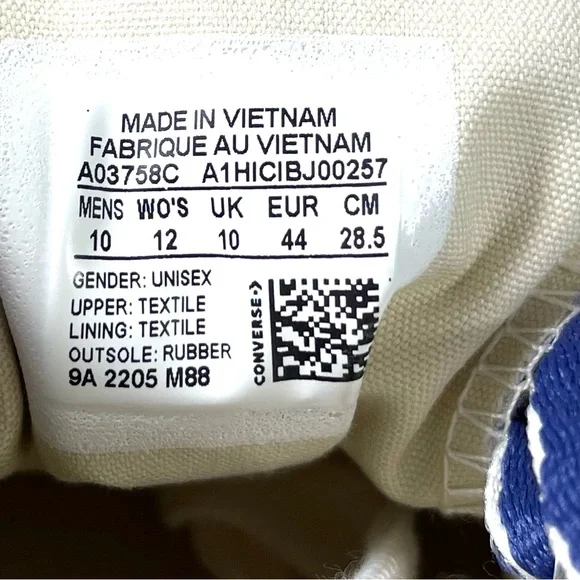 MADE IN VIETNAM
FABRIQUE AU VIETNAM
A03758C A1HICIBJ00257
MENS WO'S UK EUR CM
10 12 10 44 28.5
GENDER: UNISEX
UPPER: TEXTILE
LINING: TEXTILE
OUTSOLE: RUBBER
9A 2205 M88
CONVERSE